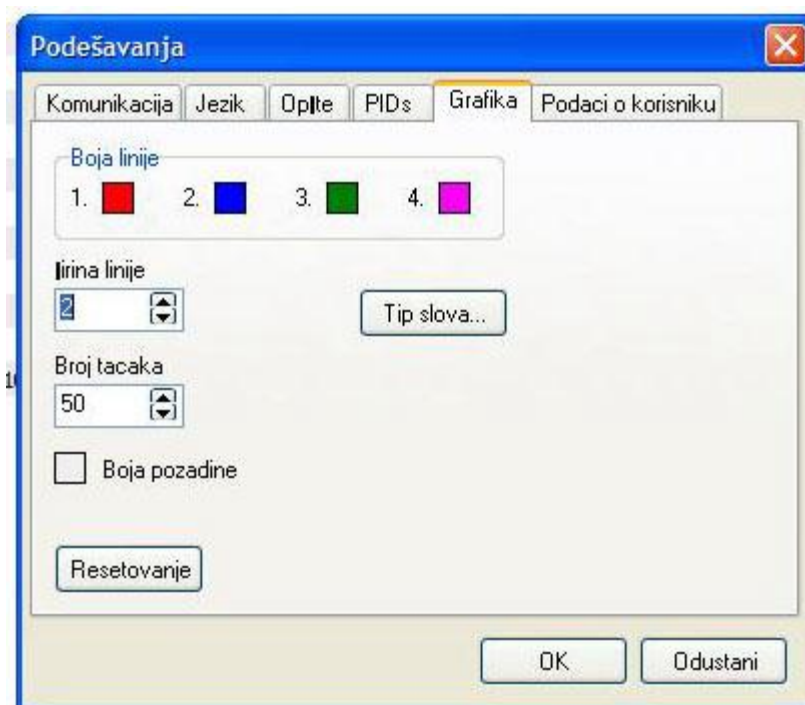 Podešavanja
Komunikacija Jezik Oplte PIDs Grafika Podaci o korisniku
Boja linije
1. 2. 3. 4.
lirina linije
2
Tip slova...
Broj tacaka
50
Boja pozadine
Resetovanje
OK Odustani